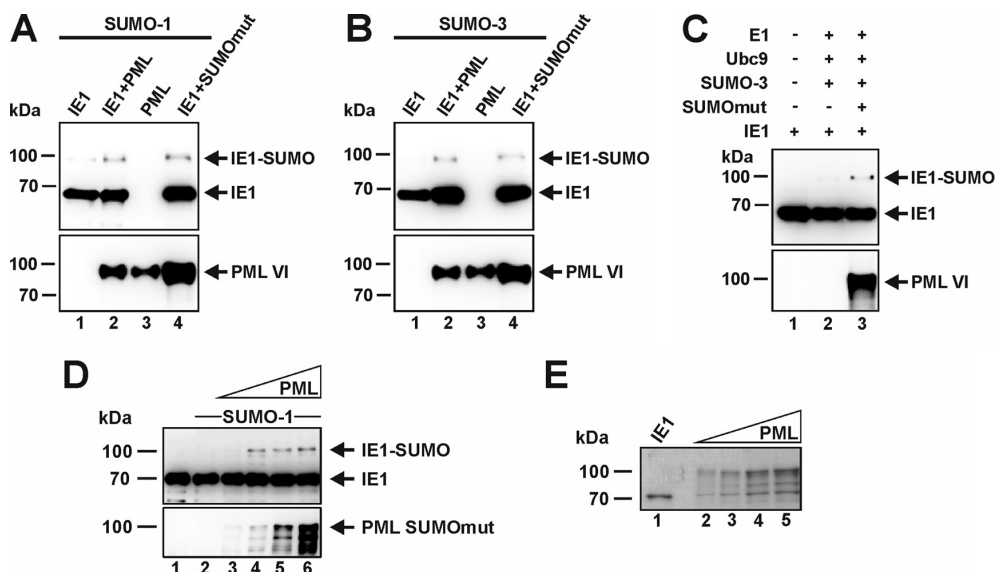 A
SUMO-1
IE1
IE1+PML
PML
IE1+SUMOmut
kDa
100
70
IE1-SUMO
IE1
100
70
PML VI
1 2 3 4
B
SUMO-3
IE1
IE1+PML
PML
IE1+SUMOmut
kDa
100
70
IE1-SUMO
IE1
100
70
PML VI
1 2 3 4
C
E1 - + +
Ubc9 - + +
SUMO-3 - + +
SUMOmut - - +
IE1 + + +
kDa
100
70
IE1-SUMO
IE1
100
PML VI
1 2 3
D
PML
SUMO-1
kDa
100
70
IE1-SUMO
IE1
100
PML SUMOmut
1 2 3 4 5 6
E
IE1
PML
kDa
100
70
1 2 3 4 5